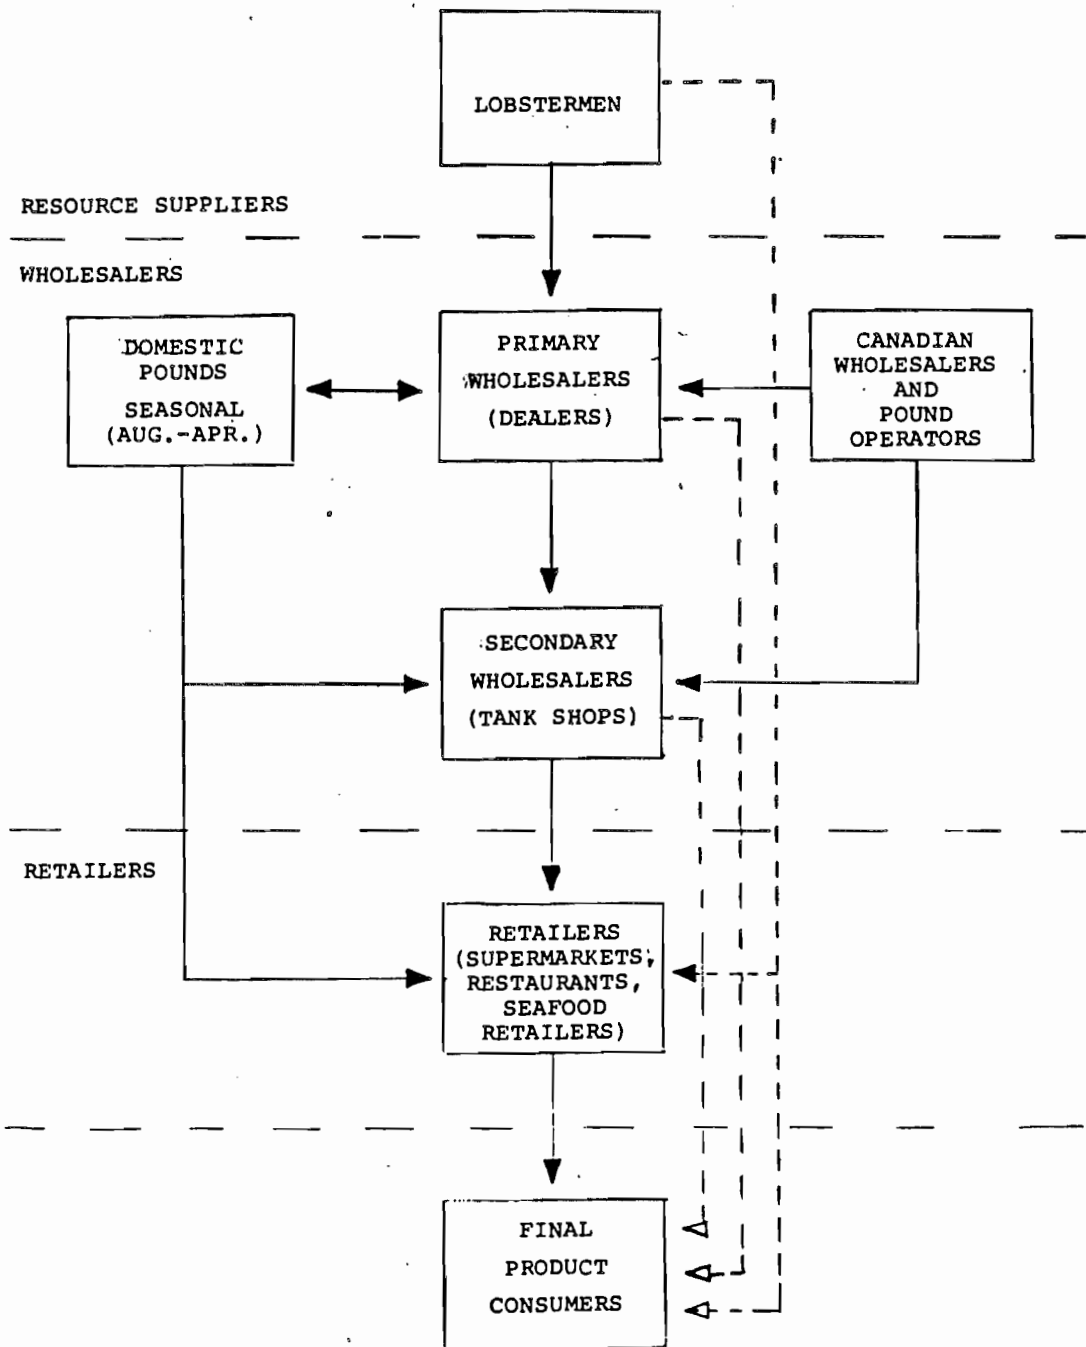 LOBSTERMEN
RESOURCE SUPPLIERS
WHOLESALERS
DOMESTIC
POUNDS
SEASONAL
(AUG.-APR.)
PRIMARY
WHOLESALERS
(DEALERS)
CANADIAN
WHOLESALERS
AND
POUND
OPERATORS
SECONDARY
WHOLESALERS
(TANK SHOPS)
RETAILERS
RETAILERS
(SUPERMARKETS,
RESTAURANTS,
SEAFOOD
RETAILERS)
FINAL
PRODUCT
CONSUMERS